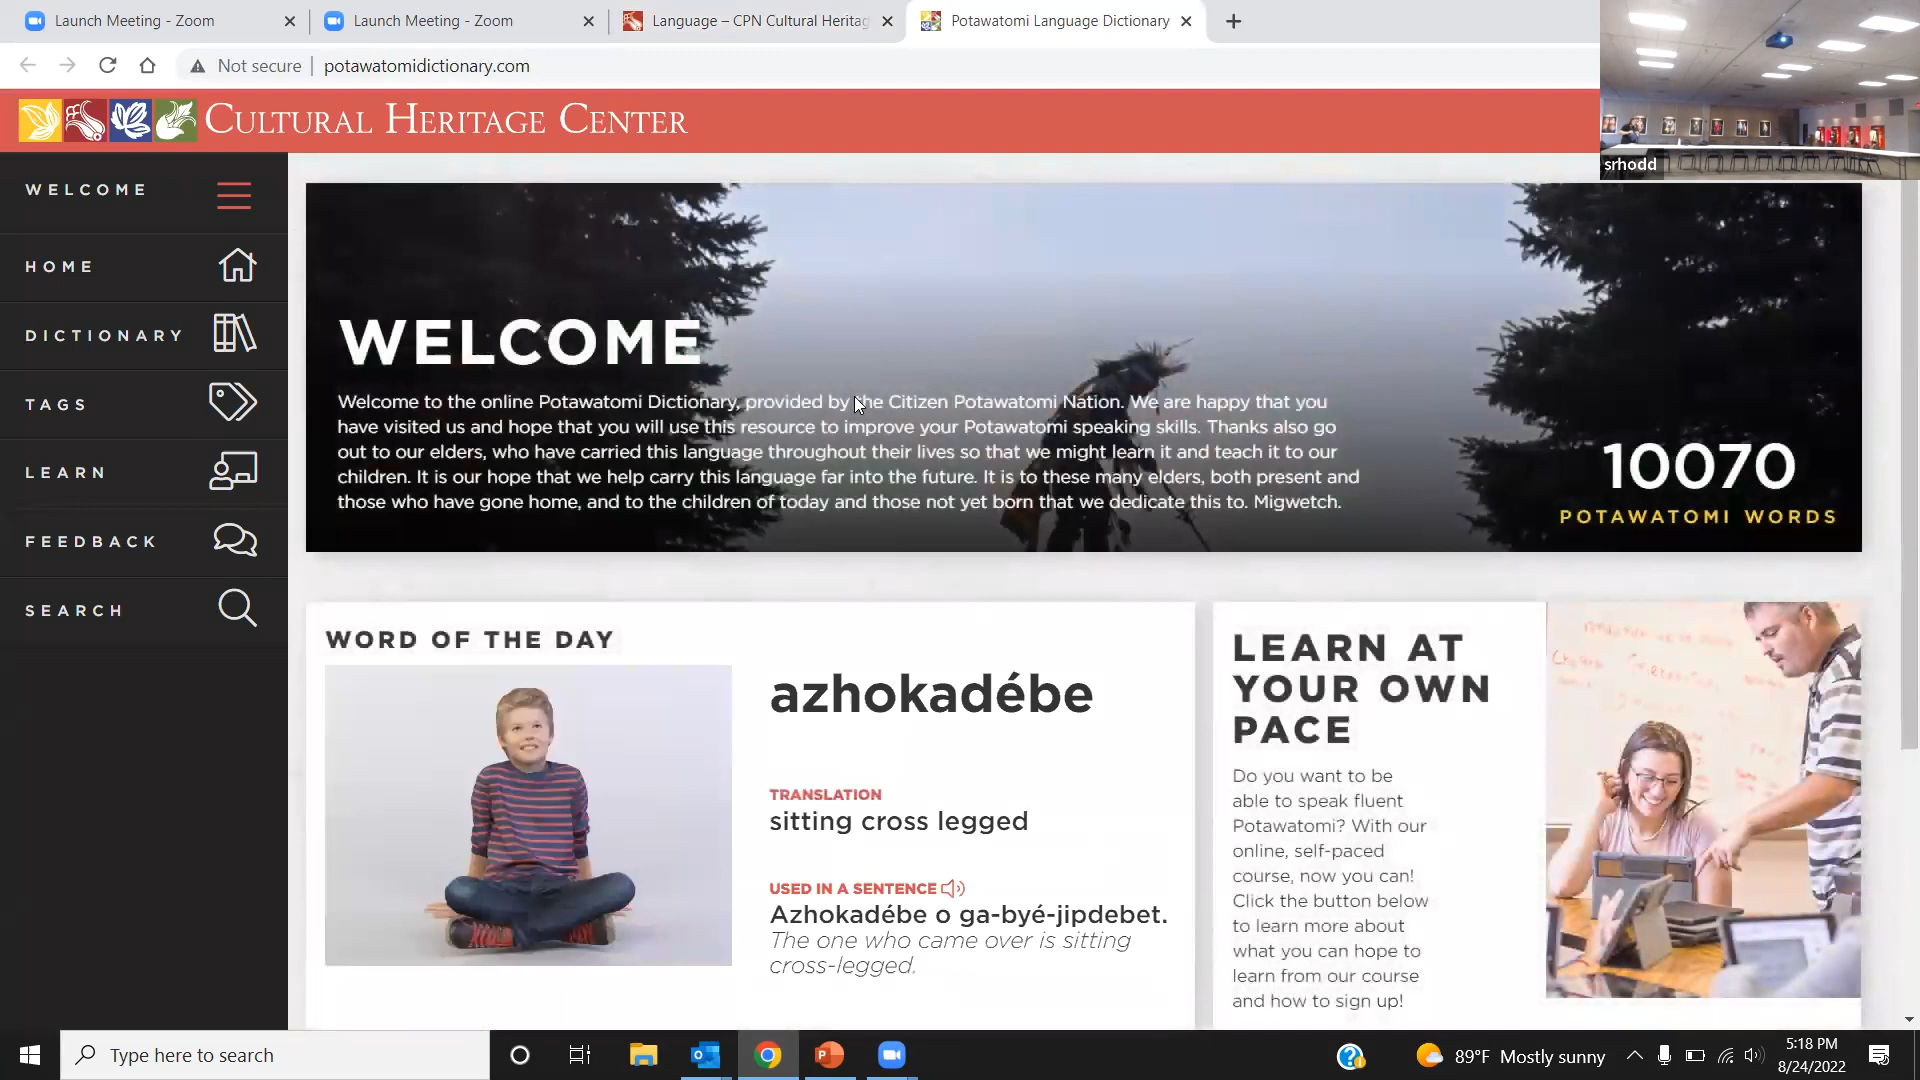 Launch Meeting - Zoom
Launch Meeting - Zoom
Language – CPN Cultural Heritag
Potawatomi Language Dictionary
Not secure
potawatomidictionary.com
CULTURAL HERITAGE CENTER
srhodd
WELCOME
HOME
DICTIONARY
TAGS
LEARN
FEEDBACK
SEARCH
WELCOME
Welcome to the online Potawatomi Dictionary, provided by the Citizen Potawatomi Nation. We are happy that you
have visited us and hope that you will use this resource to improve your Potawatomi speaking skills. Thanks also go
out to our elders, who have carried this language throughout their lives so that we might learn it and teach it to our
children. It is our hope that we help carry this language far into the future. It is to these many elders, both present and
those who have gone home, and to the children of today and those not yet born that we dedicate this to. Migwetch.
10070
POTAWATOMI WORDS
WORD OF THE DAY
azhokadébe
TRANSLATION
sitting cross legged
USED IN A SENTENCE
Azhokadébe o ga-byé-jipdebet.
The one who came over is sitting
cross-legged.
LEARN AT
YOUR OWN
PACE
Do you want to be
able to speak fluent
Potawatomi? With our
online, self-paced
course, now you can!
Click the button below
to learn more about
what you can hope to
learn from our course
and how to sign up!
Type here to search
89°F Mostly sunny
5:18 PM
8/24/2022